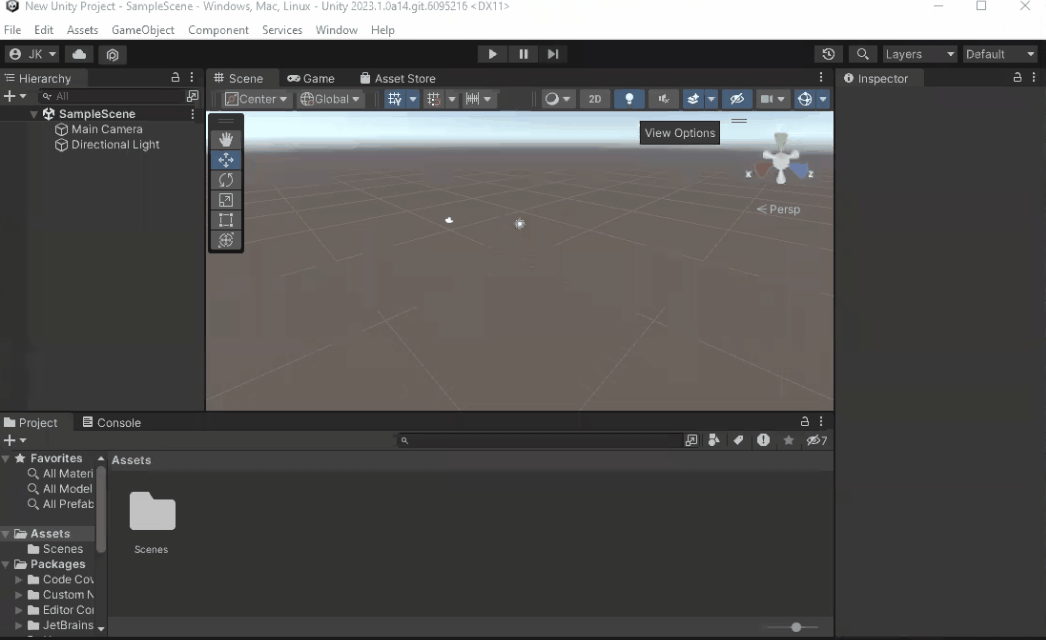 New Unity Project - SampleScene - Windows, Mac, Linux - Unity 2023.1.0a14.git.6095216 <DX11>
File Edit Assets GameObject Component Services Window Help
JK Layers Default
Hierarchy
Scene Game Asset Store
Inspector
All
Center Global 2D
SampleScene
Main Camera
Directional Light
View Options
x z
Persp
Project Console
7
Favorites
All Materi
All Model
All Prefab
Assets
Scenes
Packages
Code Cov
Custom N
Editor Cor
JetBrains
Assets
Scenes